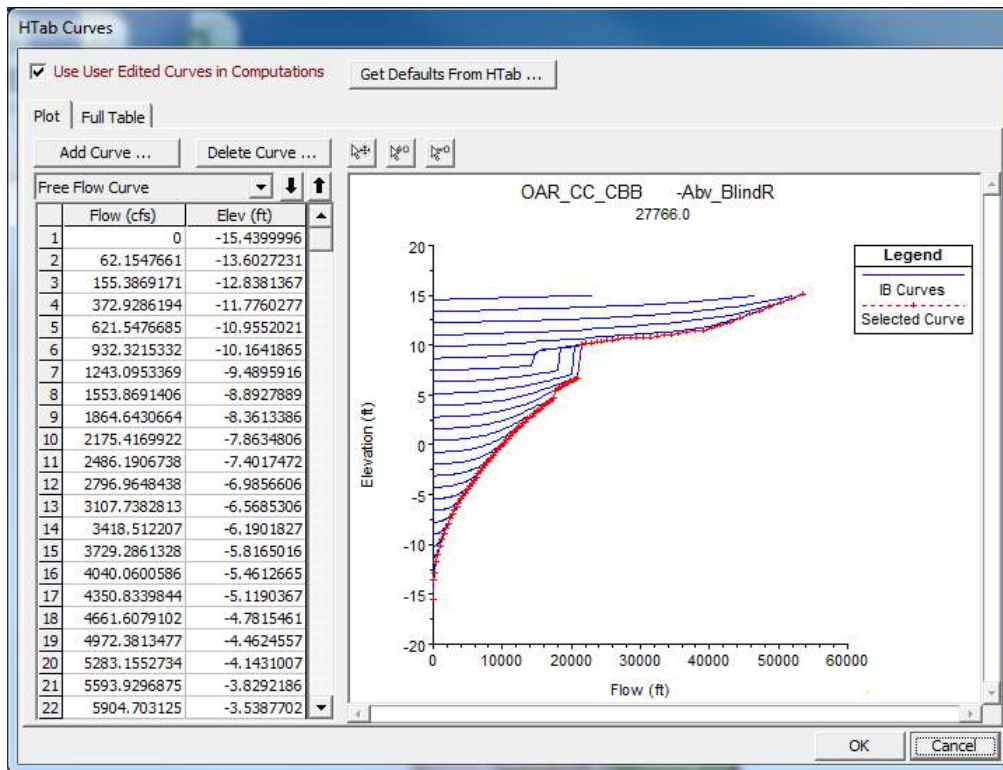 HTab Curves
Use User Edited Curves in Computations
Get Defaults From HTab ...
Plot
Full Table
Add Curve ...
Delete Curve ...
Free Flow Curve
Flow (cfs) Elev (ft)
1 0 -15.4399996
2 62.1547661 -13.6027231
3 155.3869171 -12.8381367
4 372.9286194 -11.7760277
5 621.5476685 -10.9552021
6 932.3215332 -10.1641865
7 1243.0953369 -9.4895916
8 1553.8691406 -8.8927889
9 1864.6430664 -8.3613386
10 2175.4169922 -7.8634806
11 2486.1906738 -7.4017472
12 2796.9648438 -6.9856606
13 3107.7382813 -6.5685306
14 3418.512207 -6.1901827
15 3729.2861328 -5.8165016
16 4040.0600586 -5.4612665
17 4350.8339844 -5.1190367
18 4661.6079102 -4.7815461
19 4972.3813477 -4.4624557
20 5283.1552734 -4.1431007
21 5593.9296875 -3.8292186
22 5904.703125 -3.5387702
OAR_CC_CBB -Abv_BlindR
27766.0
Legend
IB Curves
Selected Curve
Elevation (ft)
20
15
10
5
0
-5
-10
-15
-20
0 10000 20000 30000 40000 50000 60000
Flow (ft)
OK
Cancel